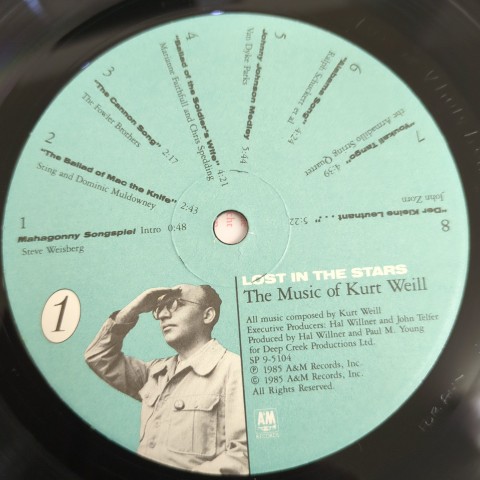 1
Mahagonny Songspiel Intro 0:48
Steve Weisberg
2
"The Ballad of Mac the Knife" 2:43
Sting and Dominic Muldowney
3
"The Cannon Song" 2:17
The Fowler Brothers
4
"Ballad of the Soldier's Wife" 4:21
Marianne Faithfull and Chris Spedding
5
Johnny Johnson Medley 5:44
Van Dyke Parks
6
"Alabama Song" 4:24
Ralph Schuckett et al
7
"Youkali Tango" 4:39
the Armadillo String Quartet
8
"Der Kleine Leutnant . . ." 5:22
John Zorn
1
LOST IN THE STARS
The Music of Kurt Weill
All music composed by Kurt Weill
Executive Producers: Hal Willner and John Telfer
Produced by Hal Willner and Paul M. Young
for Deep Creek Productions Ltd.
SP 9-5104
℗ 1985 A&M Records, Inc.
© 1985 A&M Records, Inc.
All Rights Reserved.
A&M
RECORDS